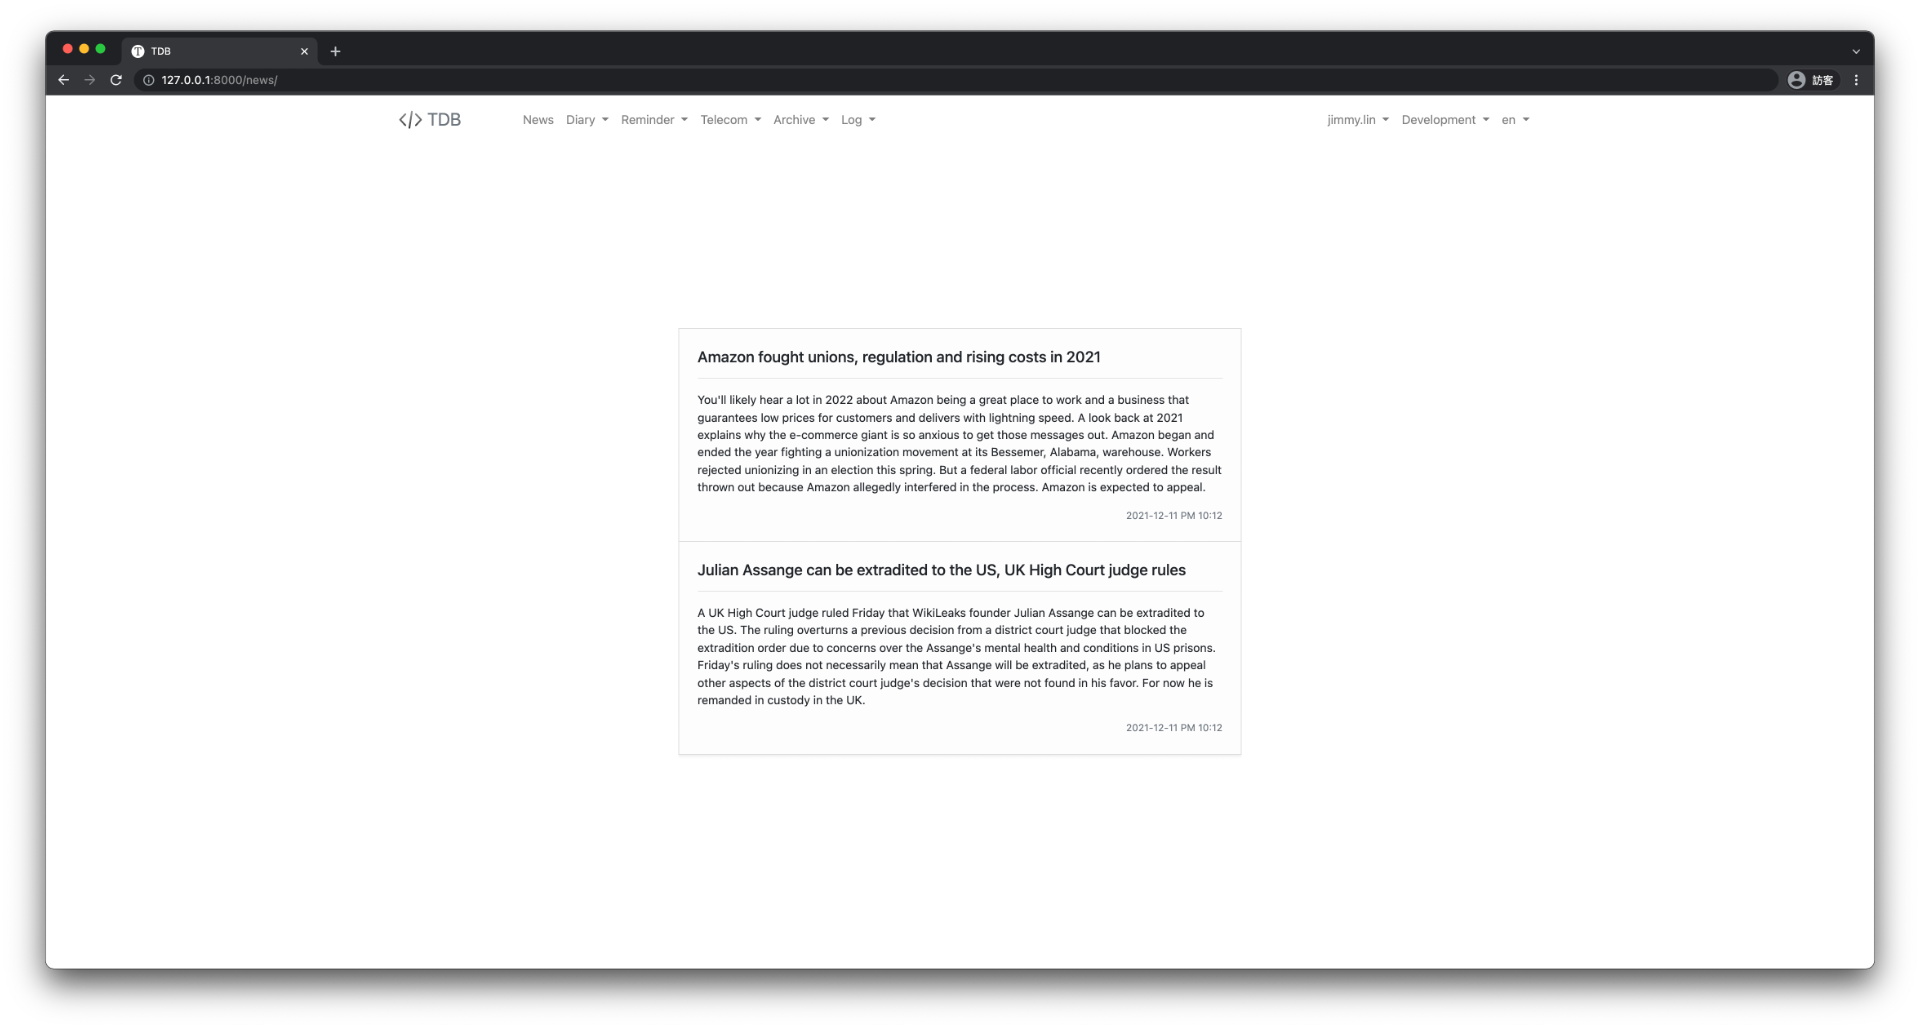 TDB
127.0.0.1:8000/news/
訪客
</> TDB
News Diary Reminder Telecom Archive Log
jimmy.lin Development en
Amazon fought unions, regulation and rising costs in 2021
You'll likely hear a lot in 2022 about Amazon being a great place to work and a business that
guarantees low prices for customers and delivers with lightning speed. A look back at 2021
explains why the e-commerce giant is so anxious to get those messages out. Amazon began and
ended the year fighting a unionization movement at its Bessemer, Alabama, warehouse. Workers
rejected unionizing in an election this spring. But a federal labor official recently ordered the result
thrown out because Amazon allegedly interfered in the process. Amazon is expected to appeal.
2021-12-11 PM 10:12
Julian Assange can be extradited to the US, UK High Court judge rules
A UK High Court judge ruled Friday that WikiLeaks founder Julian Assange can be extradited to
the US. The ruling overturns a previous decision from a district court judge that blocked the
extradition order due to concerns over the Assange's mental health and conditions in US prisons.
Friday's ruling does not necessarily mean that Assange will be extradited, as he plans to appeal
other aspects of the district court judge's decision that were not found in his favor. For now he is
remanded in custody in the UK.
2021-12-11 PM 10:12